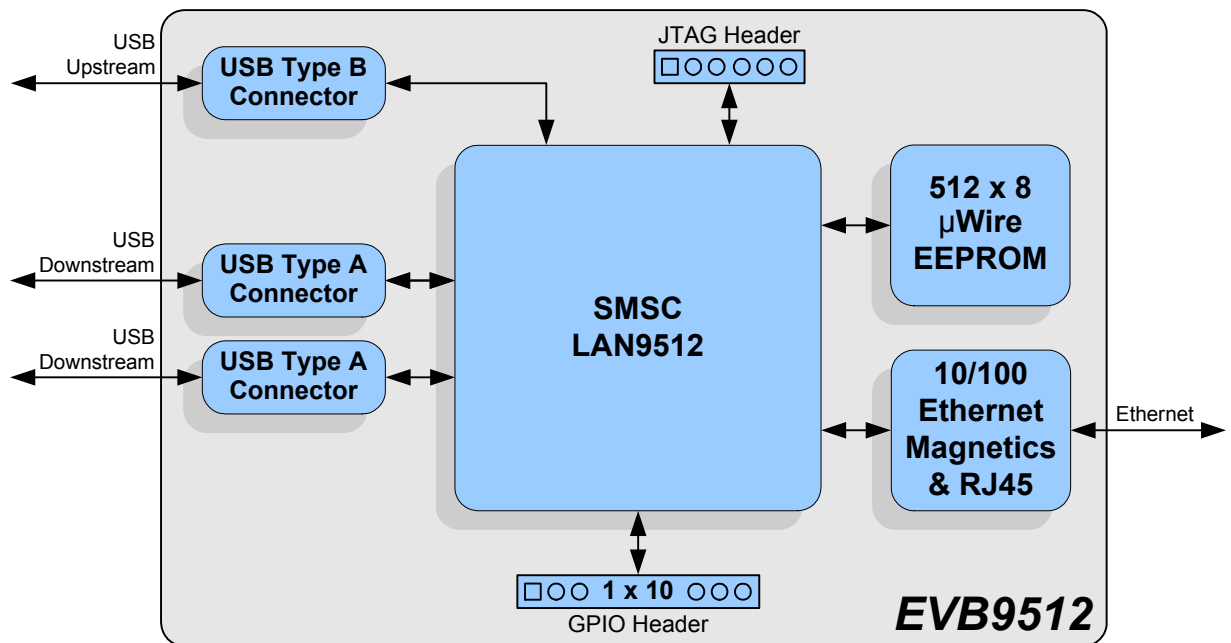 USB
Upstream
USB Type B
Connector
JTAG Header
512 x 8
µWire
EEPROM
USB
Downstream
USB Type A
Connector
SMSC
LAN9512
USB
Downstream
USB Type A
Connector
10/100
Ethernet
Magnetics
& RJ45
Ethernet
1 x 10
GPIO Header
EVB9512